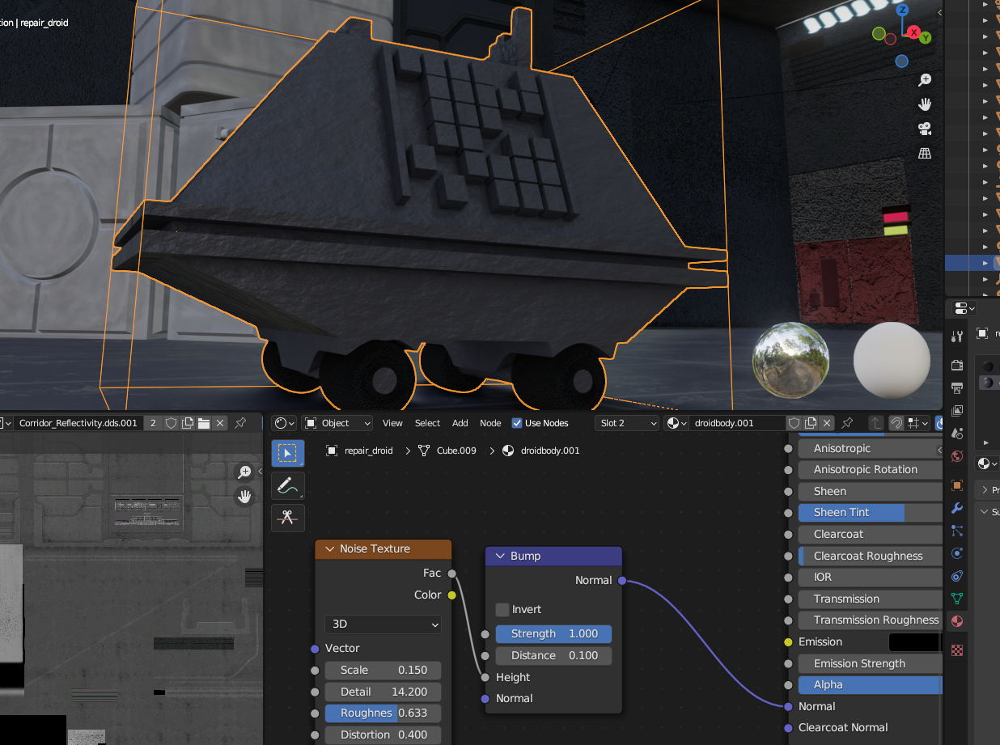 ion | repair_droid
Z
X
Y
Corridor_Reflectivity.dds.001
2
Object
View
Select
Add
Node
Use Nodes
Slot 2
droidbody.001
repair_droid
Cube.009
droidbody.001
Noise Texture
Fac
Color
3D
Vector
Scale 0.150
Detail 14.200
Roughnes 0.633
Distortion 0.400
Bump
Normal
Invert
Strength 1.000
Distance 0.100
Height
Normal
Anisotropic
Anisotropic Rotation
Sheen
Sheen Tint
Clearcoat
Clearcoat Roughness
IOR
Transmission
Transmission Roughness
Emission
Emission Strength
Alpha
Normal
Clearcoat Normal
Pr
Su